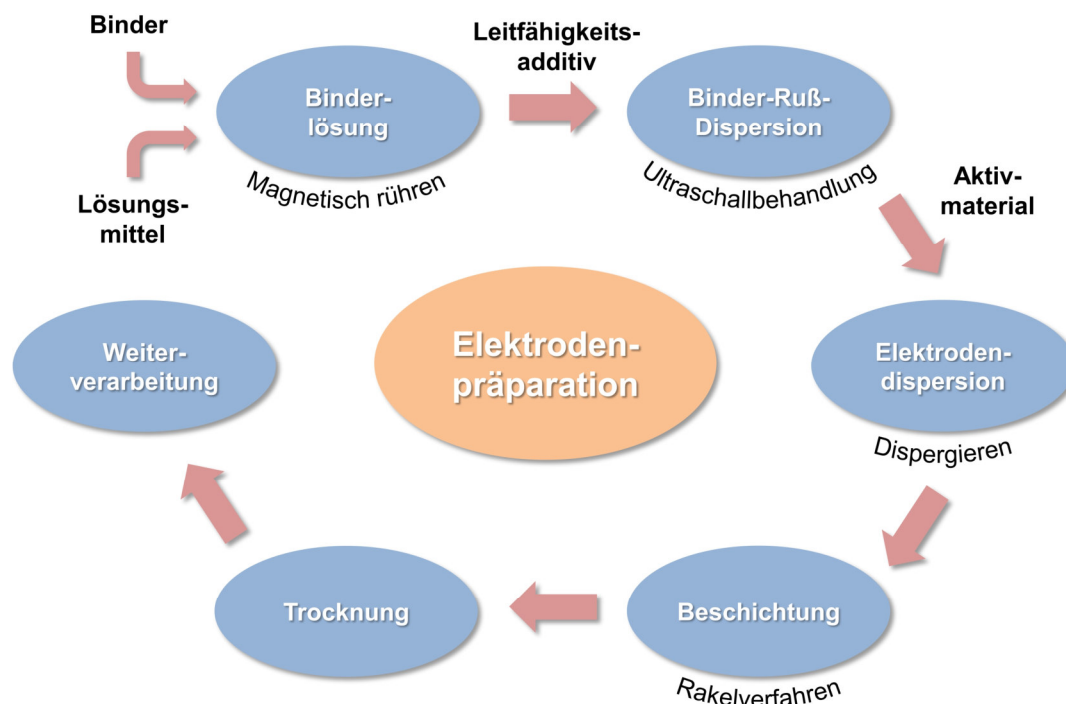 Binder
Lösungs-
mittel
Binder-
lösung
Magnetisch rühren
Leitfähigkeits-
additiv
Binder-Ruß-
Dispersion
Ultraschallbehandlung
Aktiv-
material
Elektroden-
dispersion
Dispergieren
Beschichtung
Rakelverfahren
Trocknung
Weiter-
verarbeitung
Elektroden-
präparation